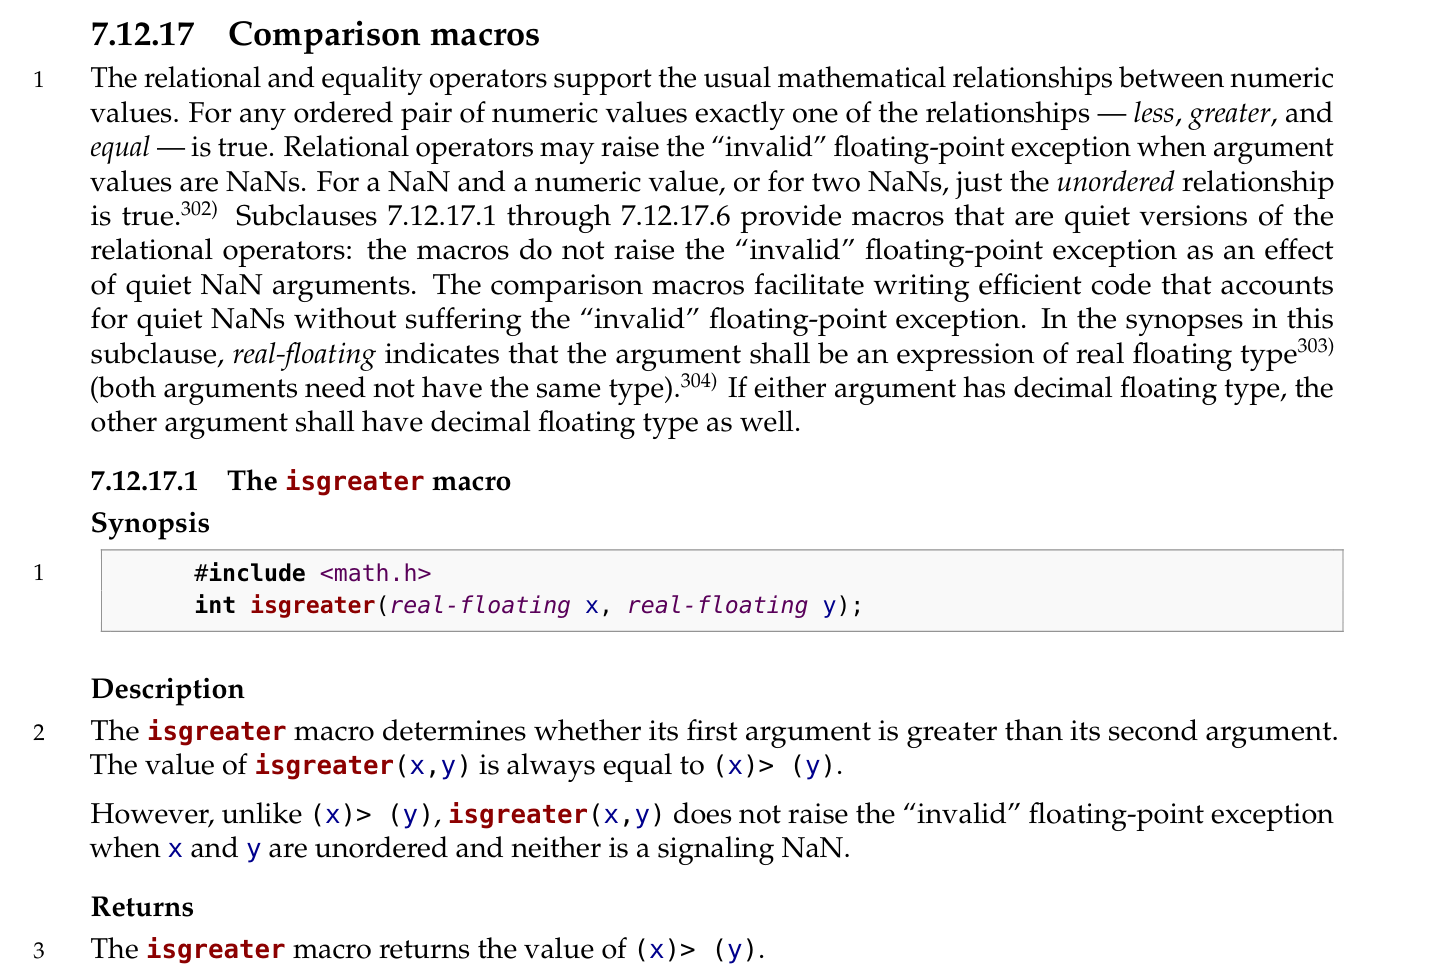 7.12.17 Comparison macros
1 The relational and equality operators support the usual mathematical relationships between numeric
values. For any ordered pair of numeric values exactly one of the relationships — less, greater, and
equal — is true. Relational operators may raise the “invalid” floating-point exception when argument
values are NaNs. For a NaN and a numeric value, or for two NaNs, just the unordered relationship
is true.302) Subclauses 7.12.17.1 through 7.12.17.6 provide macros that are quiet versions of the
relational operators: the macros do not raise the “invalid” floating-point exception as an effect
of quiet NaN arguments. The comparison macros facilitate writing efficient code that accounts
for quiet NaNs without suffering the “invalid” floating-point exception. In the synopses in this
subclause, real-floating indicates that the argument shall be an expression of real floating type303)
(both arguments need not have the same type).304) If either argument has decimal floating type, the
other argument shall have decimal floating type as well.
7.12.17.1 The isgreater macro
Synopsis
1 #include <math.h>
int isgreater(real-floating x, real-floating y);
Description
2 The isgreater macro determines whether its first argument is greater than its second argument.
The value of isgreater(x,y) is always equal to (x)> (y).
However, unlike (x)> (y), isgreater(x,y) does not raise the “invalid” floating-point exception
when x and y are unordered and neither is a signaling NaN.
Returns
3 The isgreater macro returns the value of (x)> (y).